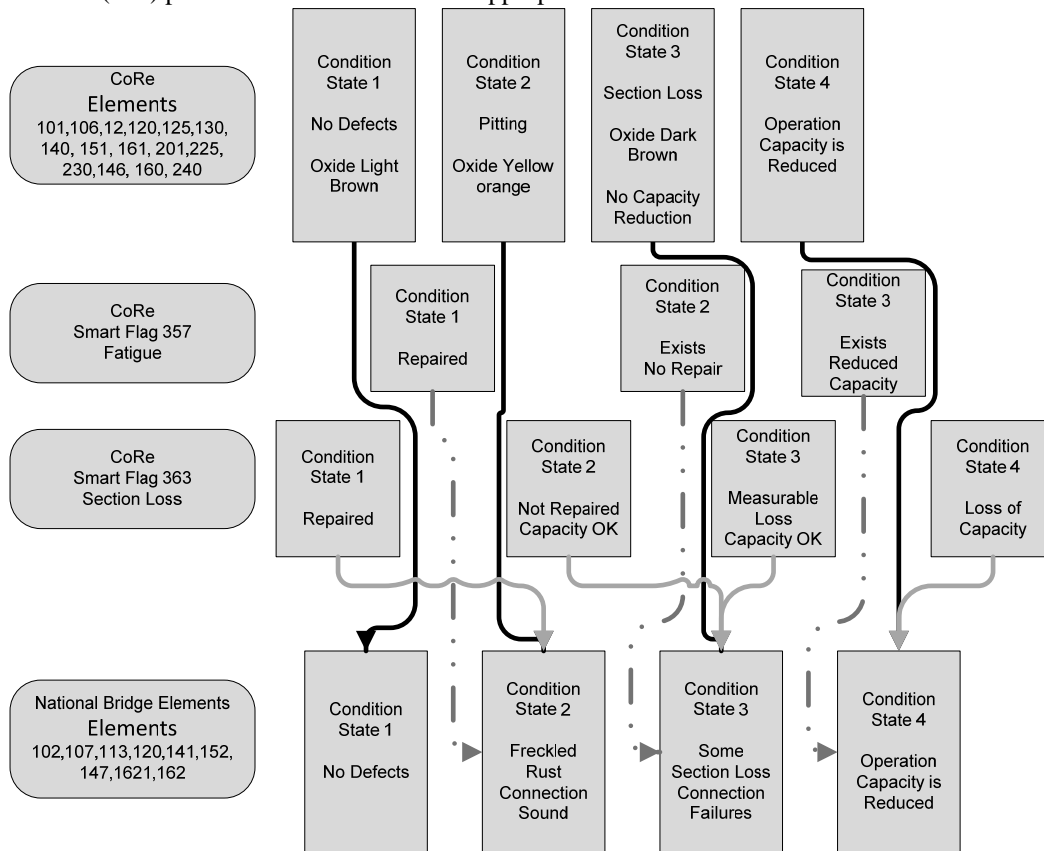 CoRe
Elements
101,106,12,120,125,130,
140, 151, 161, 201,225,
230,146, 160, 240
Condition
State 1
No Defects
Oxide Light
Brown
Condition
State 2
Pitting
Oxide Yellow
orange
Condition
State 3
Section Loss
Oxide Dark
Brown
No Capacity
Reduction
Condition
State 4
Operation
Capacity is
Reduced
CoRe
Smart Flag 357
Fatigue
Condition
State 1
Repaired
Condition
State 2
Exists
No Repair
Condition
State 3
Exists
Reduced
Capacity
CoRe
Smart Flag 363
Section Loss
Condition
State 1
Repaired
Condition
State 2
Not Repaired
Capacity OK
Condition
State 3
Measurable
Loss
Capacity OK
Condition
State 4
Loss of
Capacity
National Bridge Elements
Elements
102,107,113,120,141,152,
147,1621,162
Condition
State 1
No Defects
Condition
State 2
Freckled
Rust
Connection
Sound
Condition
State 3
Some
Section Loss
Connection
Failures
Condition
State 4
Operation
Capacity is
Reduced